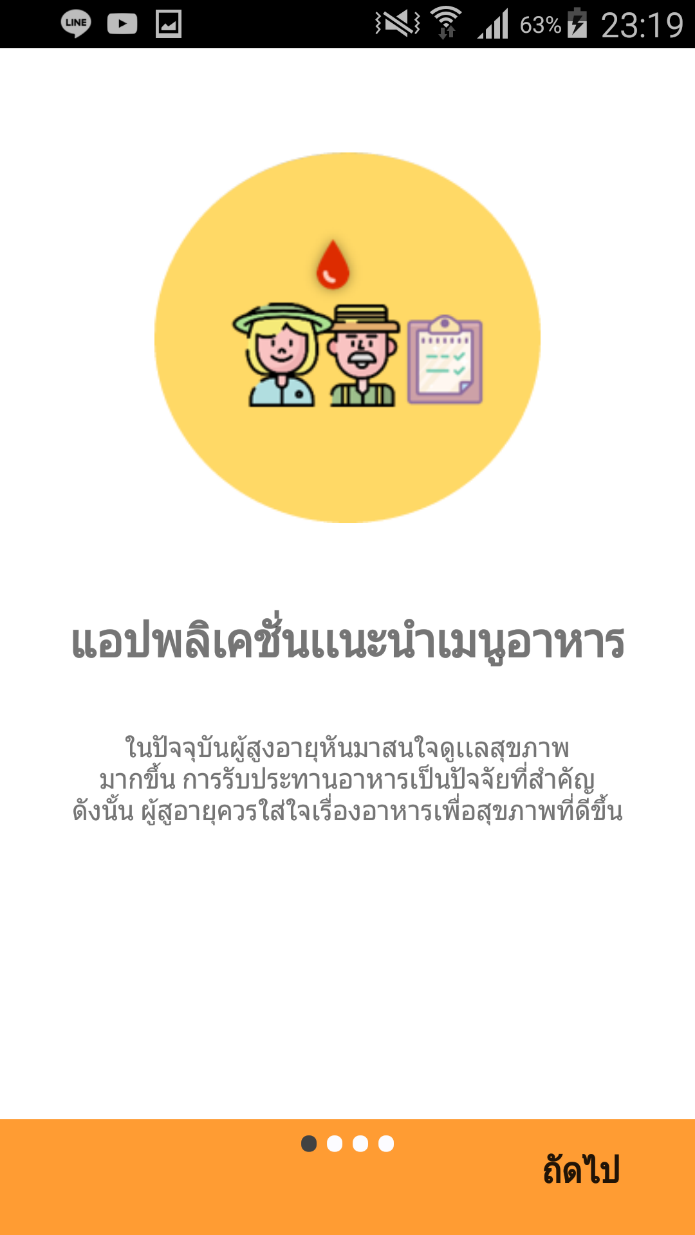 LINE 63% 23:19
แอปพลิเคชั่นแนะนำเมนูอาหาร
ในปัจจุบันผู้สูงอายุหันมาสนใจดูแลสุขภาพ
มากขึ้น การรับประทานอาหารเป็นปัจจัยที่สำคัญ
ดังนั้น ผู้สูอายุควรใส่ใจเรื่องอาหารเพื่อสุขภาพที่ดีขึ้น
ถัดไป